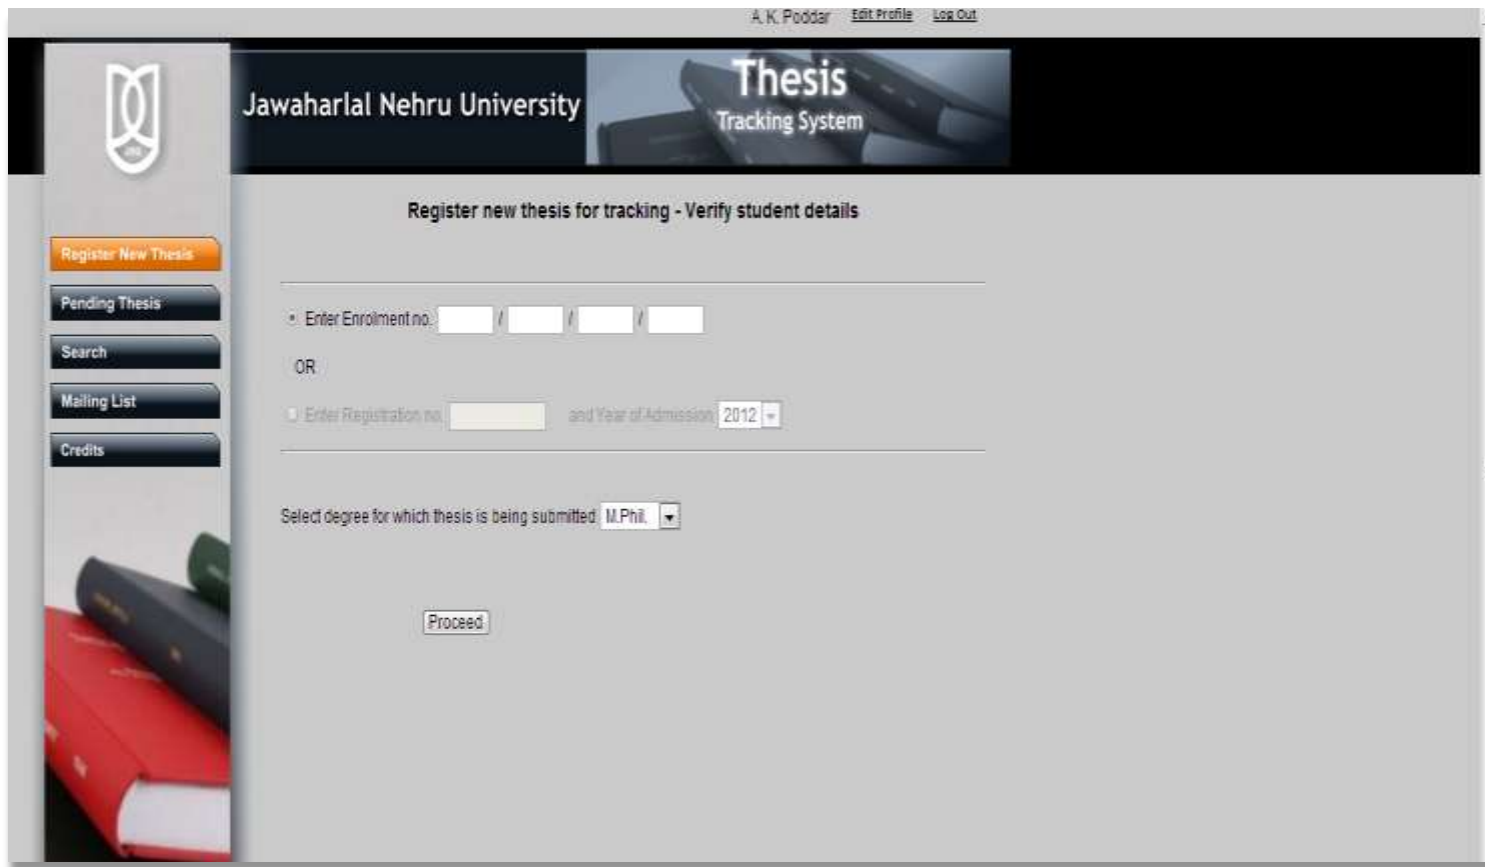 A. K. Poddar Edit Profile Log Out
Jawaharlal Nehru University
Thesis
Tracking System
Register new thesis for tracking - Verify student details
Register New Thesis
Pending Thesis
Search
Mailing List
Credits
Enter Enrolment no. / / /
OR
Enter Registration no. and Year of Admission 2012
Select degree for which thesis is being submitted M.Phil.
Proceed